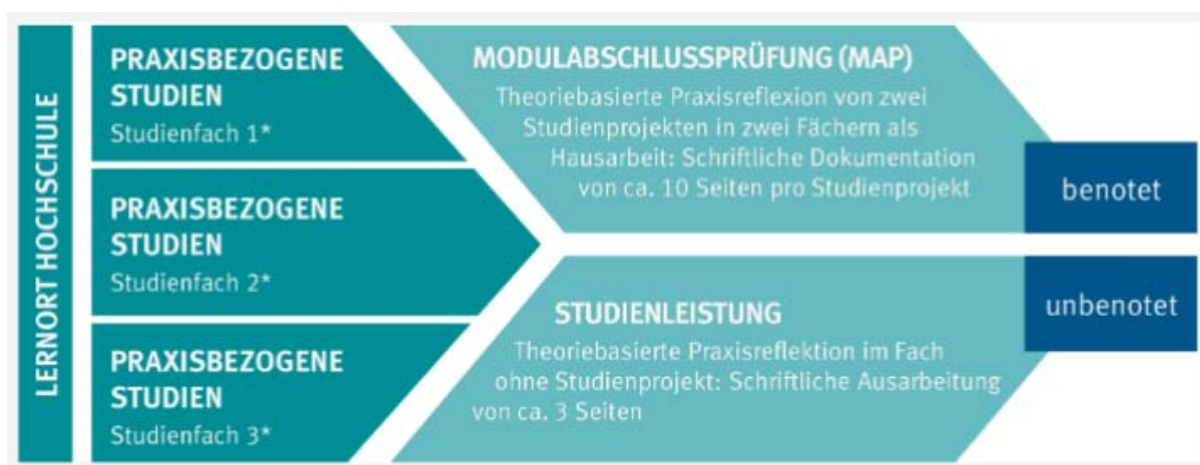 LERNORT HOCHSCHULE
PRAXISBEZOGENE
STUDIEN
Studienfach 1*
PRAXISBEZOGENE
STUDIEN
Studienfach 2*
PRAXISBEZOGENE
STUDIEN
Studienfach 3*
MODULABSCHLUSSPRÜFUNG (MAP)
Theoriebasierte Praxisreflexion von zwei
Studienprojekten in zwei Fächern als
Hausarbeit: Schriftliche Dokumentation
von ca. 10 Seiten pro Studienprojekt
benotet
STUDIENLEISTUNG
Theoriebasierte Praxisreflektion im Fach
ohne Studienprojekt: Schriftliche Ausarbeitung
von ca. 3 Seiten
unbenotet